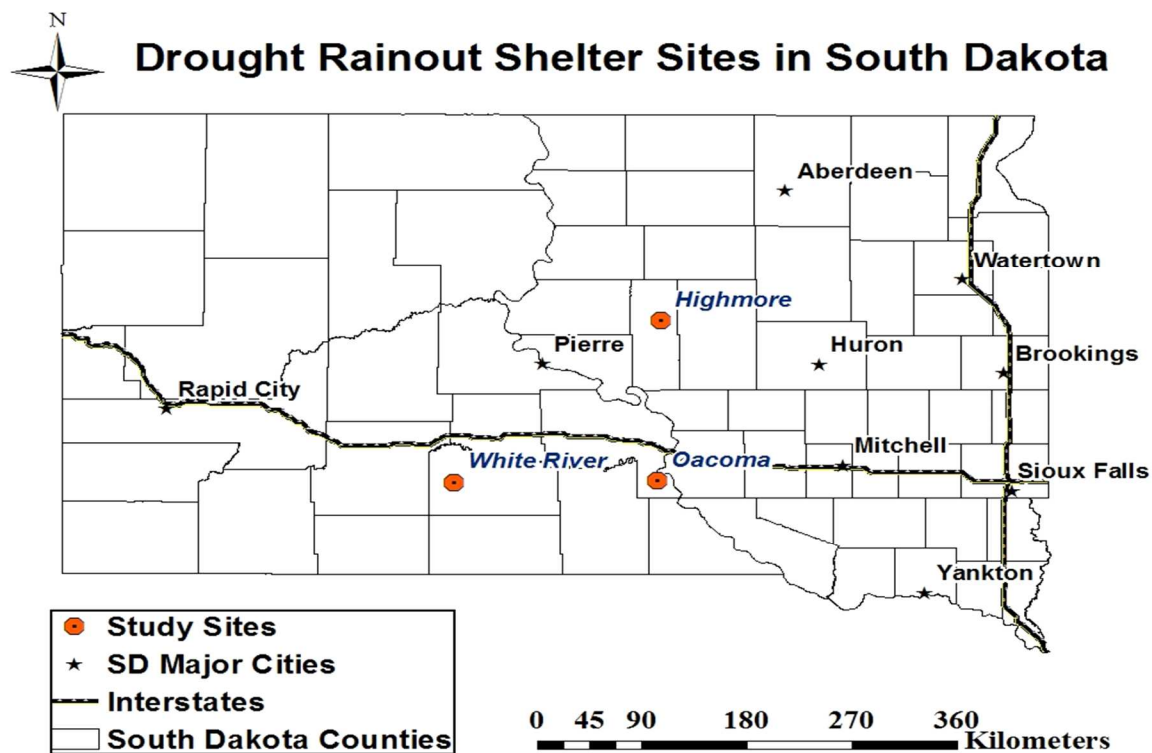 N
Drought Rainout Shelter Sites in South Dakota
Aberdeen
Watertown
Highmore
Pierre
Huron
Brookings
Rapid City
Mitchell
White River
Oacoma
Sioux Falls
Yankton
Study Sites
SD Major Cities
Interstates
South Dakota Counties
0 45 90 180 270 360
Kilometers